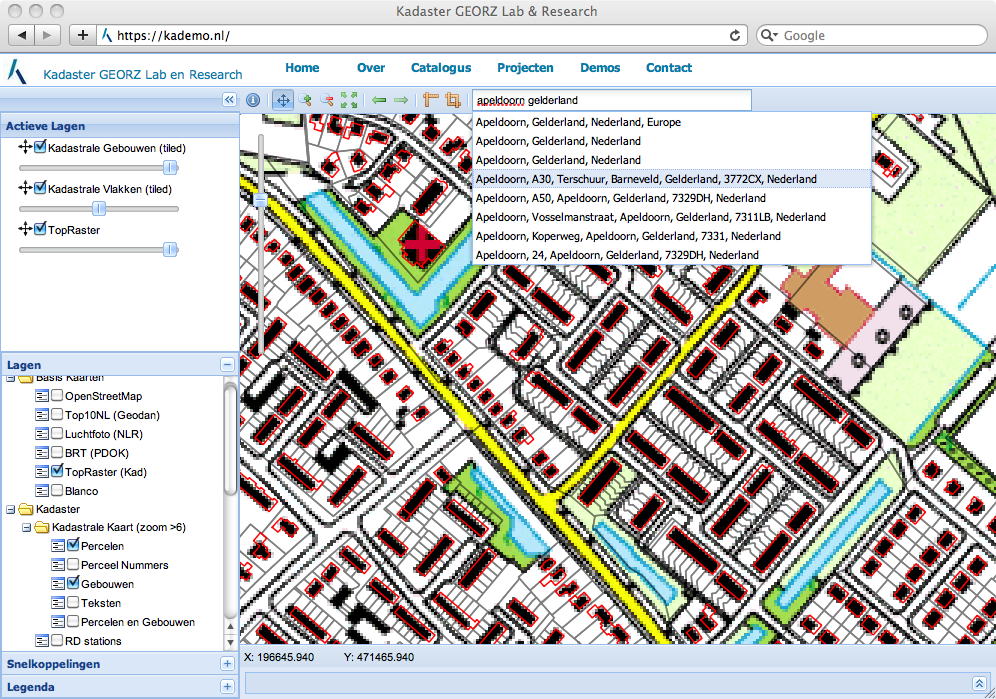 Kadaster GEORZ Lab & Research
https://kademo.nl/
Google
Kadaster GEORZ Lab en Research
Home Over Catalogus Projecten Demos Contact
apeldoorn gelderland
Apeldoorn, Gelderland, Nederland, Europe
Apeldoorn, Gelderland, Nederland
Apeldoorn, Gelderland, Nederland
Apeldoorn, A30, Terschuur, Barneveld, Gelderland, 3772CX, Nederland
Apeldoorn, A50, Apeldoorn, Gelderland, 7329DH, Nederland
Apeldoorn, Vosselmanstraat, Apeldoorn, Gelderland, 7311LB, Nederland
Apeldoorn, Koperweg, Apeldoorn, Gelderland, 7331, Nederland
Apeldoorn, 24, Apeldoorn, Gelderland, 7329DH, Nederland
Actieve Lagen
Kadastrale Gebouwen (tiled)
Kadastrale Vlakken (tiled)
TopRaster
Lagen
Basis Kaarten
OpenStreetMap
Top10NL (Geodan)
Luchtfoto (NLR)
BRT (PDOK)
TopRaster (Kad)
Blanco
Kadaster
Kadastrale Kaart (zoom >6)
Percelen
Perceel Nummers
Gebouwen
Teksten
Percelen en Gebouwen
RD stations
Snelkoppelingen
Legenda
X: 196645.940 Y: 471465.940